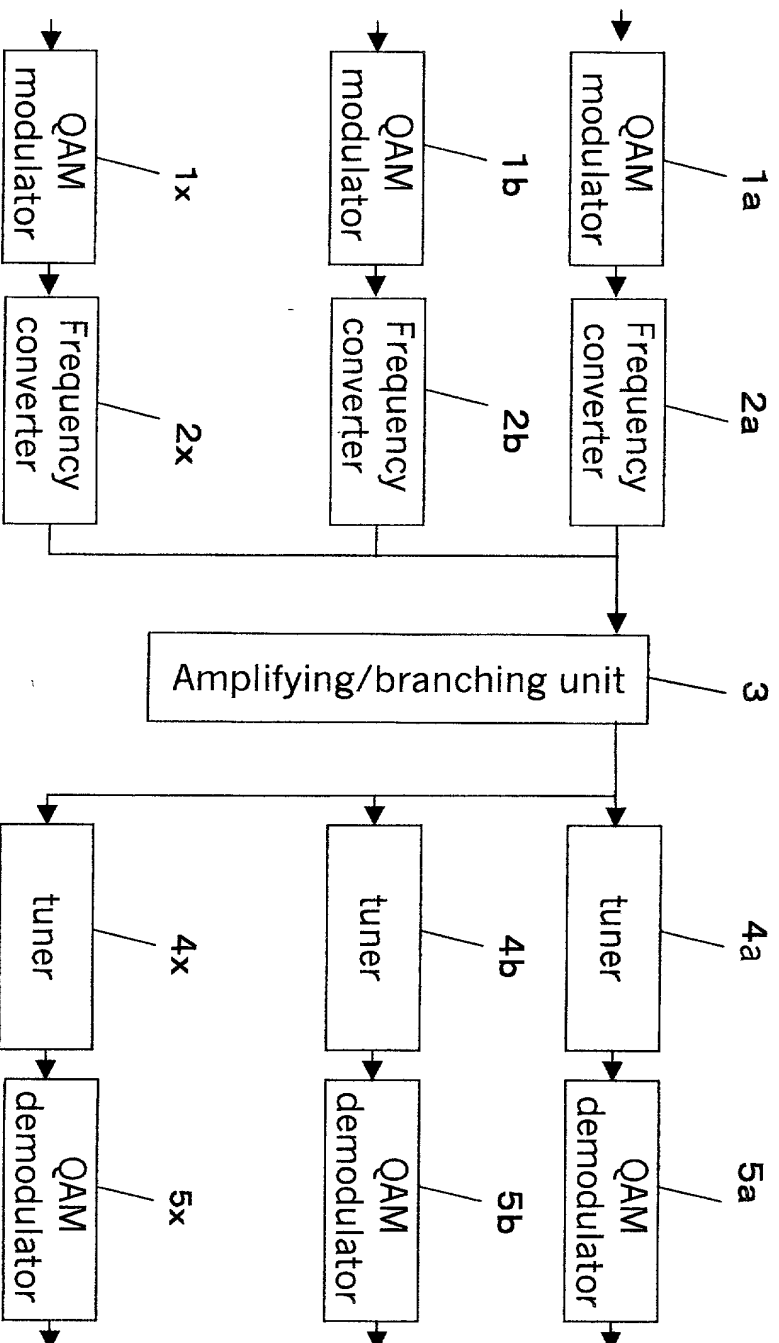 1a
QAM
modulator
2a
Frequency
converter
3
Amplifying/branching unit
4a
tuner
5a
QAM
demodulator
1b
QAM
modulator
2b
Frequency
converter
4b
tuner
5b
QAM
demodulator
1x
QAM
modulator
2x
Frequency
converter
4x
tuner
5x
QAM
demodulator